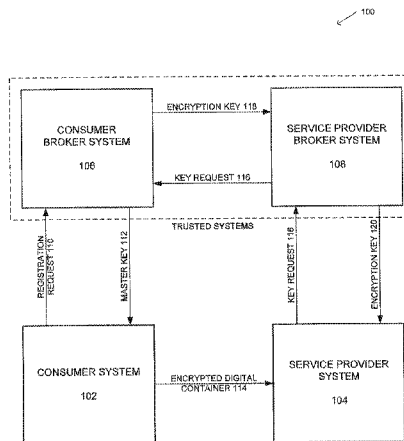 100
CONSUMER
BROKER SYSTEM
106
ENCRYPTION KEY 118
KEY REQUEST 116
SERVICE PROVIDER
BROKER SYSTEM
108
TRUSTED SYSTEMS
REGISTRATION
REQUEST 110
MASTER KEY 112
KEY REQUEST 116
ENCRYPTION KEY 120
CONSUMER SYSTEM
102
ENCRYPTED DIGITAL
CONTAINER 114
SERVICE PROVIDER
SYSTEM
104